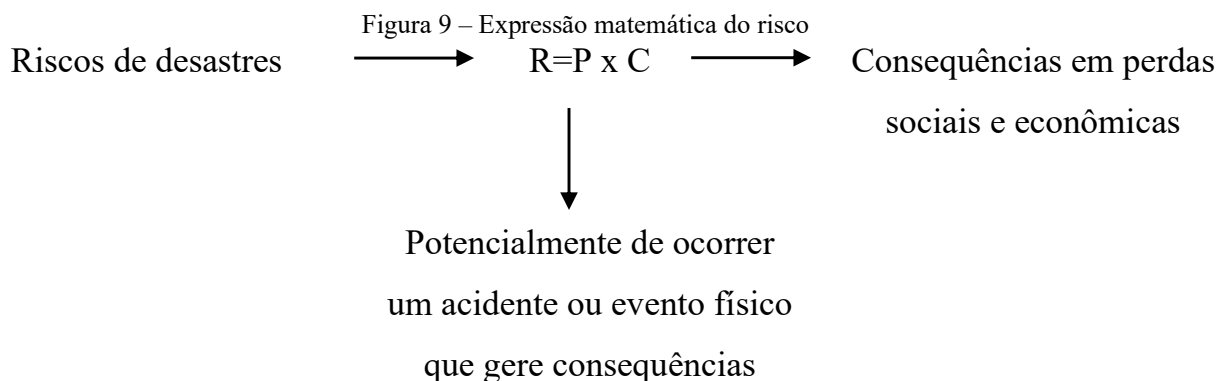 Figura 9 – Expressão matemática do risco
Riscos de desastres
R=P x C
Consequências em perdas
sociais e econômicas
Potencialmente de ocorrer
um acidente ou evento físico
que gere consequências